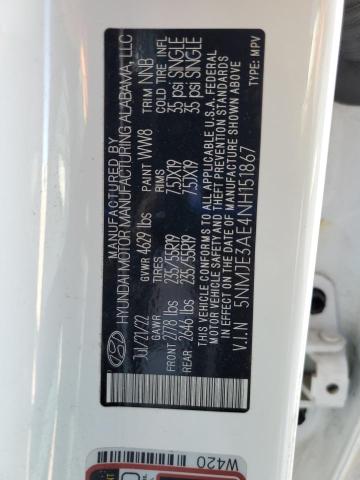 MANUFACTURED BY
HYUNDAI MOTOR MANUFACTURING ALABAMA, LLC
Jul/21/22 PAINT WW8 TRIM NNB
GVWR 4629 lbs
GAWR TIRES RIMS COLD TIRE INFL
FRONT 2778 lbs 235/55R19 7.5JX19 35 psi SINGLE
REAR 2646 lbs 235/55R19 7.5JX19 35 psi SINGLE
THIS VEHICLE CONFORMS TO ALL APPLICABLE U.S.A. FEDERAL
MOTOR VEHICLE SAFETY BUMPER AND THEFT PREVENTION STANDARDS
IN EFFECT ON THE DATE OF MANUFACTURE SHOWN ABOVE
V.I.N 5NMJE3AE4NH151867 TYPE: MPV
W420